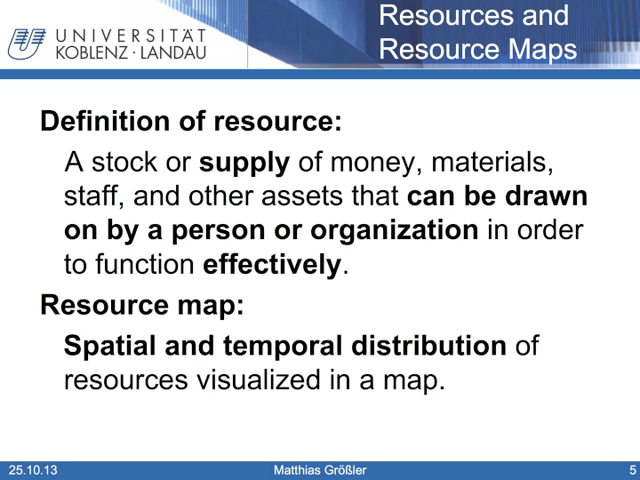 UNIVERSITÄT
KOBLENZ · LANDAU
Resources and
Resource Maps
Definition of resource:
A stock or supply of money, materials,
staff, and other assets that can be drawn
on by a person or organization in order
to function effectively.
Resource map:
Spatial and temporal distribution of
resources visualized in a map.
25.10.13
Matthias Größler
5